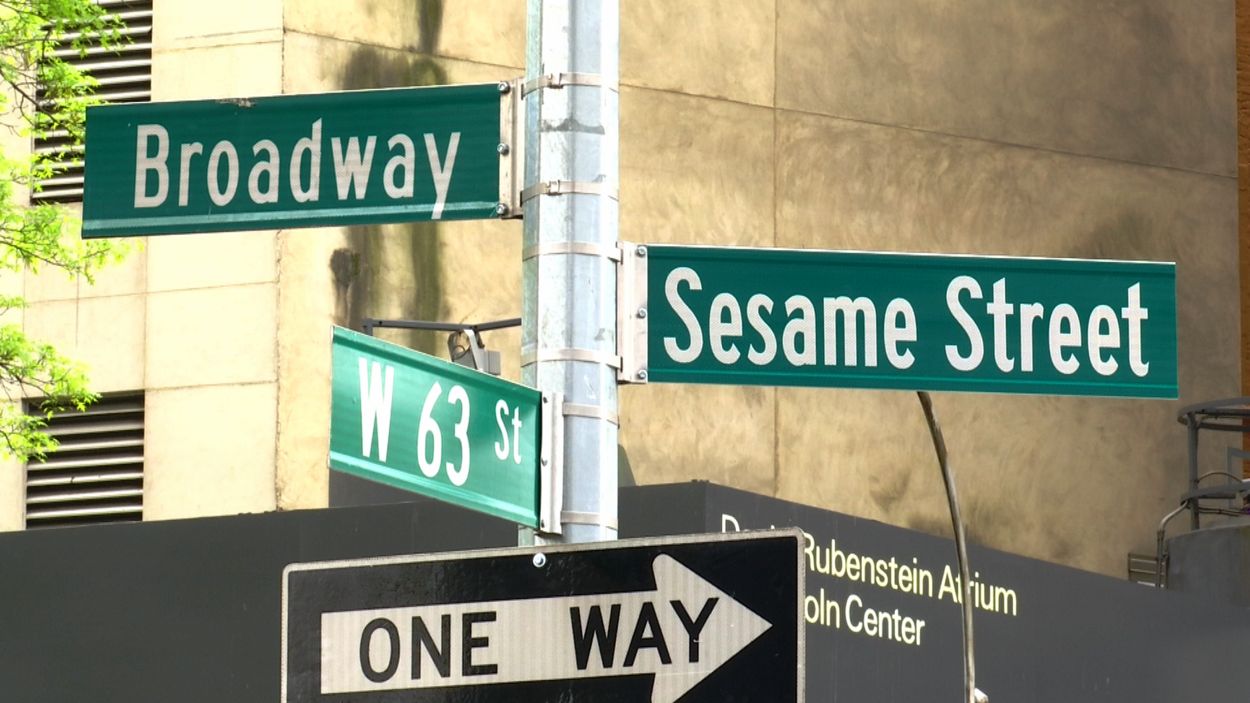 Broadway
Sesame Street
W 63 St
ONE WAY
Rubenstein Atrium
Center